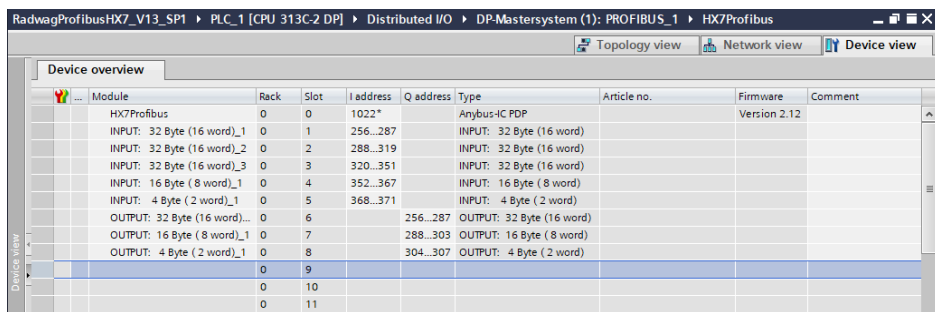 RadwagProfibusHX7_V13_SP1 ▸ PLC_1 [CPU 313C-2 DP] ▸ Distributed I/O ▸ DP-Mastersystem (1): PROFIBUS_1 ▸ HX7Profibus
Topology view Network view Device view
Device overview
... Module Rack Slot I address Q address Type Article no. Firmware Comment
HX7Profibus 0 0 1022* Anybus-IC PDP Version 2.12
INPUT: 32 Byte (16 word)_1 0 1 256...287 INPUT: 32 Byte (16 word)
INPUT: 32 Byte (16 word)_2 0 2 288...319 INPUT: 32 Byte (16 word)
INPUT: 32 Byte (16 word)_3 0 3 320...351 INPUT: 32 Byte (16 word)
INPUT: 16 Byte ( 8 word)_1 0 4 352...367 INPUT: 16 Byte ( 8 word)
INPUT: 4 Byte ( 2 word)_1 0 5 368...371 INPUT: 4 Byte ( 2 word)
OUTPUT: 32 Byte (16 word)... 0 6 256...287 OUTPUT: 32 Byte (16 word)
OUTPUT: 16 Byte ( 8 word)_1 0 7 288...303 OUTPUT: 16 Byte ( 8 word)
OUTPUT: 4 Byte ( 2 word)_1 0 8 304...307 OUTPUT: 4 Byte ( 2 word)
0 9
0 10
0 11
Device view